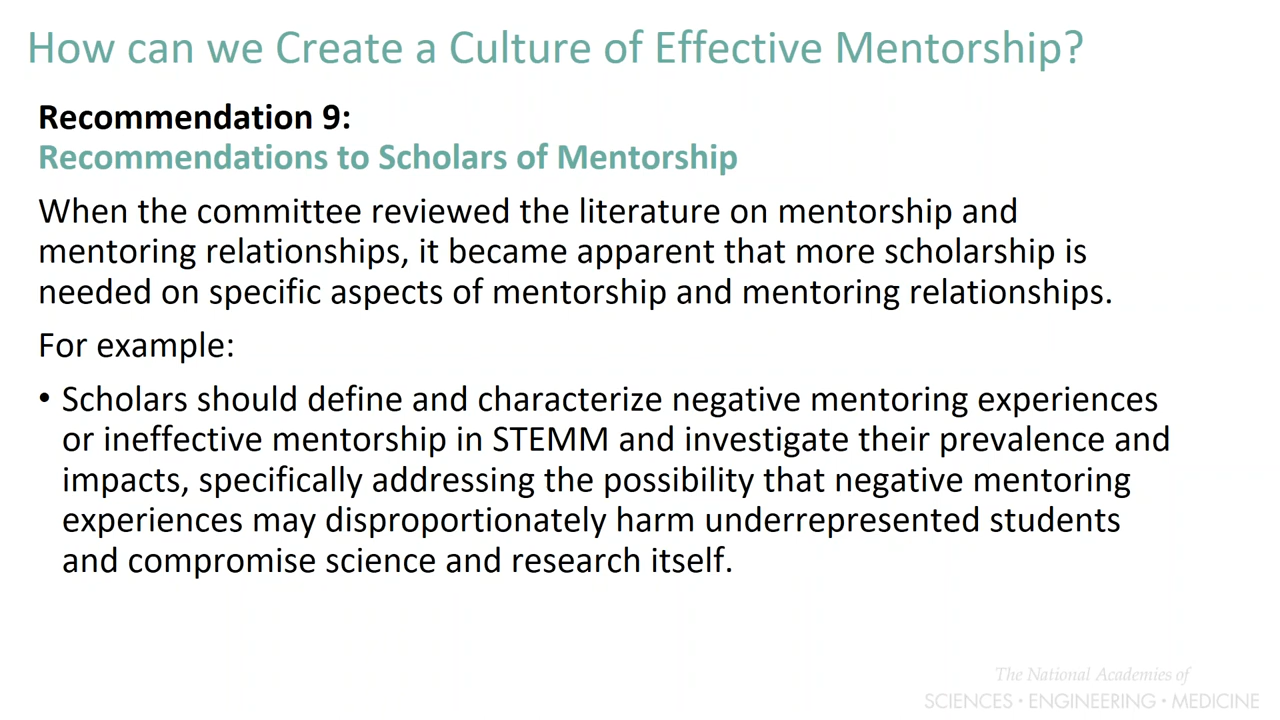 How can we Create a Culture of Effective Mentorship?
Recommendation 9:
Recommendations to Scholars of Mentorship
When the committee reviewed the literature on mentorship and
mentoring relationships, it became apparent that more scholarship is
needed on specific aspects of mentorship and mentoring relationships.
For example:
• Scholars should define and characterize negative mentoring experiences
or ineffective mentorship in STEMM and investigate their prevalence and
impacts, specifically addressing the possibility that negative mentoring
experiences may disproportionately harm underrepresented students
and compromise science and research itself.
The National Academies of
SCIENCES · ENGINEERING · MEDICINE